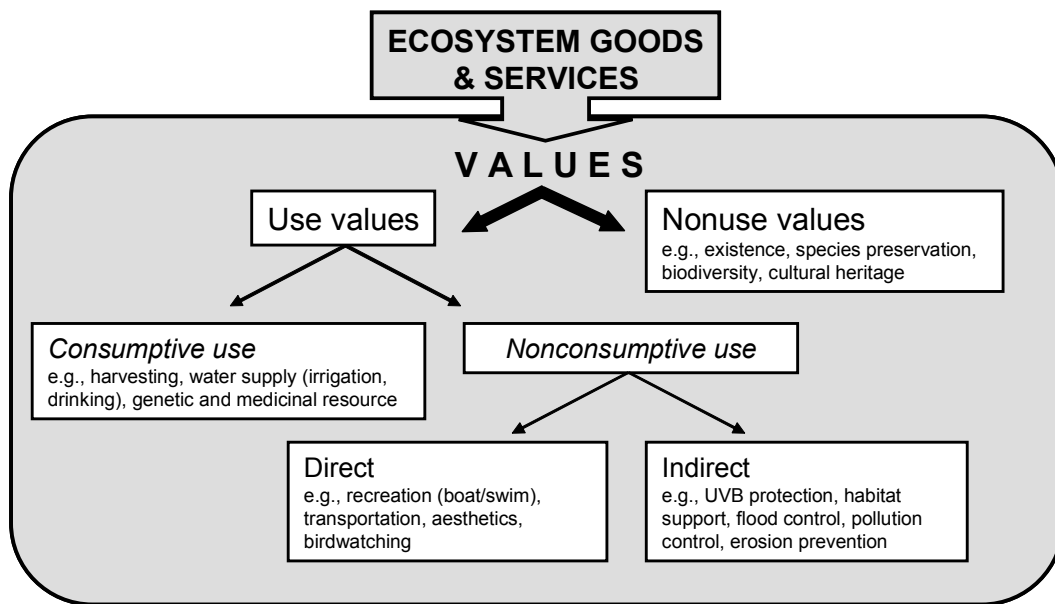 ECOSYSTEM GOODS
& SERVICES
VALUES
Use values
Nonuse values
e.g., existence, species preservation,
biodiversity, cultural heritage
Consumptive use
e.g., harvesting, water supply (irrigation,
drinking), genetic and medicinal resource
Nonconsumptive use
Direct
e.g., recreation (boat/swim),
transportation, aesthetics,
birdwatching
Indirect
e.g., UVB protection, habitat
support, flood control, pollution
control, erosion prevention